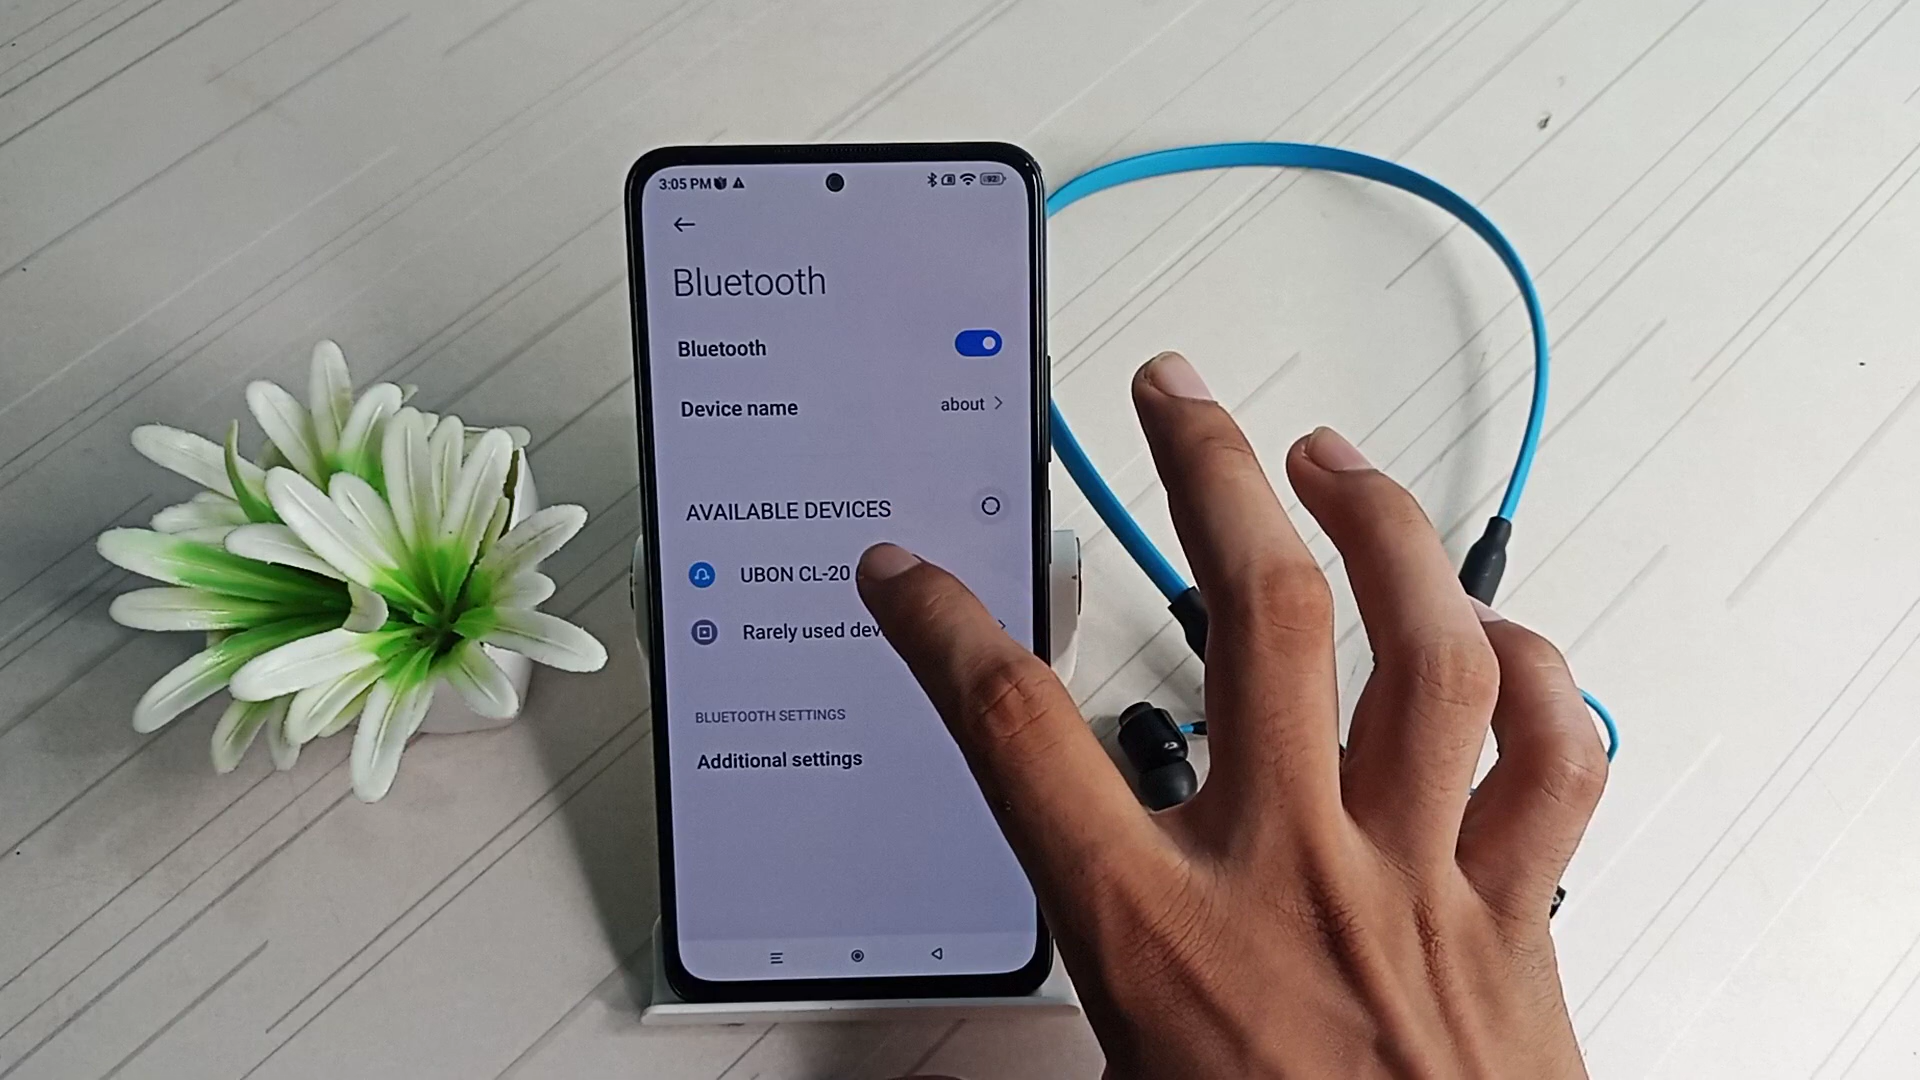 3:05 PM
92
Bluetooth
Bluetooth
Device name about
AVAILABLE DEVICES
UBON CL-20
Rarely used
BLUETOOTH SETTINGS
Additional settings